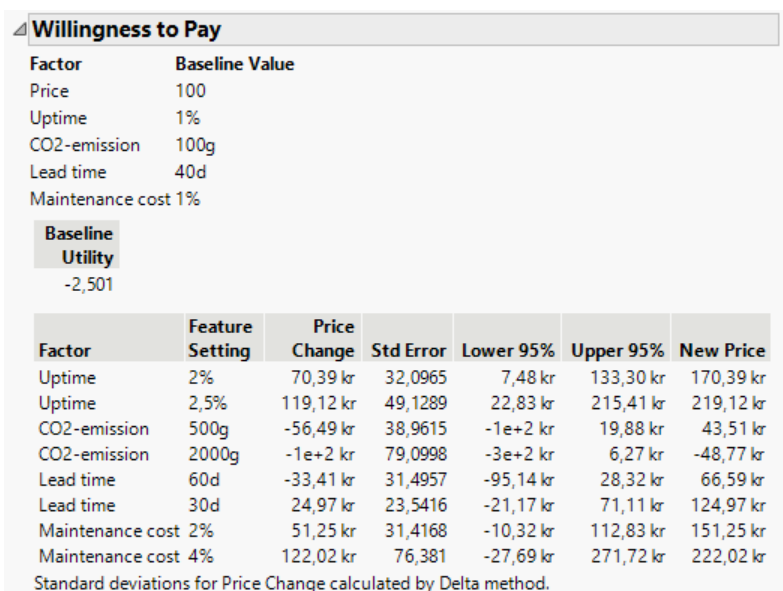 Willingness to Pay
Factor Baseline Value
Price 100
Uptime 1%
CO2-emission 100g
Lead time 40d
Maintenance cost 1%
Baseline
Utility
-2,501
Feature Price
Factor Setting Change Std Error Lower 95% Upper 95% New Price
Uptime 2% 70,39 kr 32,0965 7,48 kr 133,30 kr 170,39 kr
Uptime 2,5% 119,12 kr 49,1289 22,83 kr 215,41 kr 219,12 kr
CO2-emission 500g -56,49 kr 38,9615 -1e+2 kr 19,88 kr 43,51 kr
CO2-emission 2000g -1e+2 kr 79,0998 -3e+2 kr 6,27 kr -48,77 kr
Lead time 60d -33,41 kr 31,4957 -95,14 kr 28,32 kr 66,59 kr
Lead time 30d 24,97 kr 23,5416 -21,17 kr 71,11 kr 124,97 kr
Maintenance cost 2% 51,25 kr 31,4168 -10,32 kr 112,83 kr 151,25 kr
Maintenance cost 4% 122,02 kr 76,381 -27,69 kr 271,72 kr 222,02 kr
Standard deviations for Price Change calculated by Delta method.